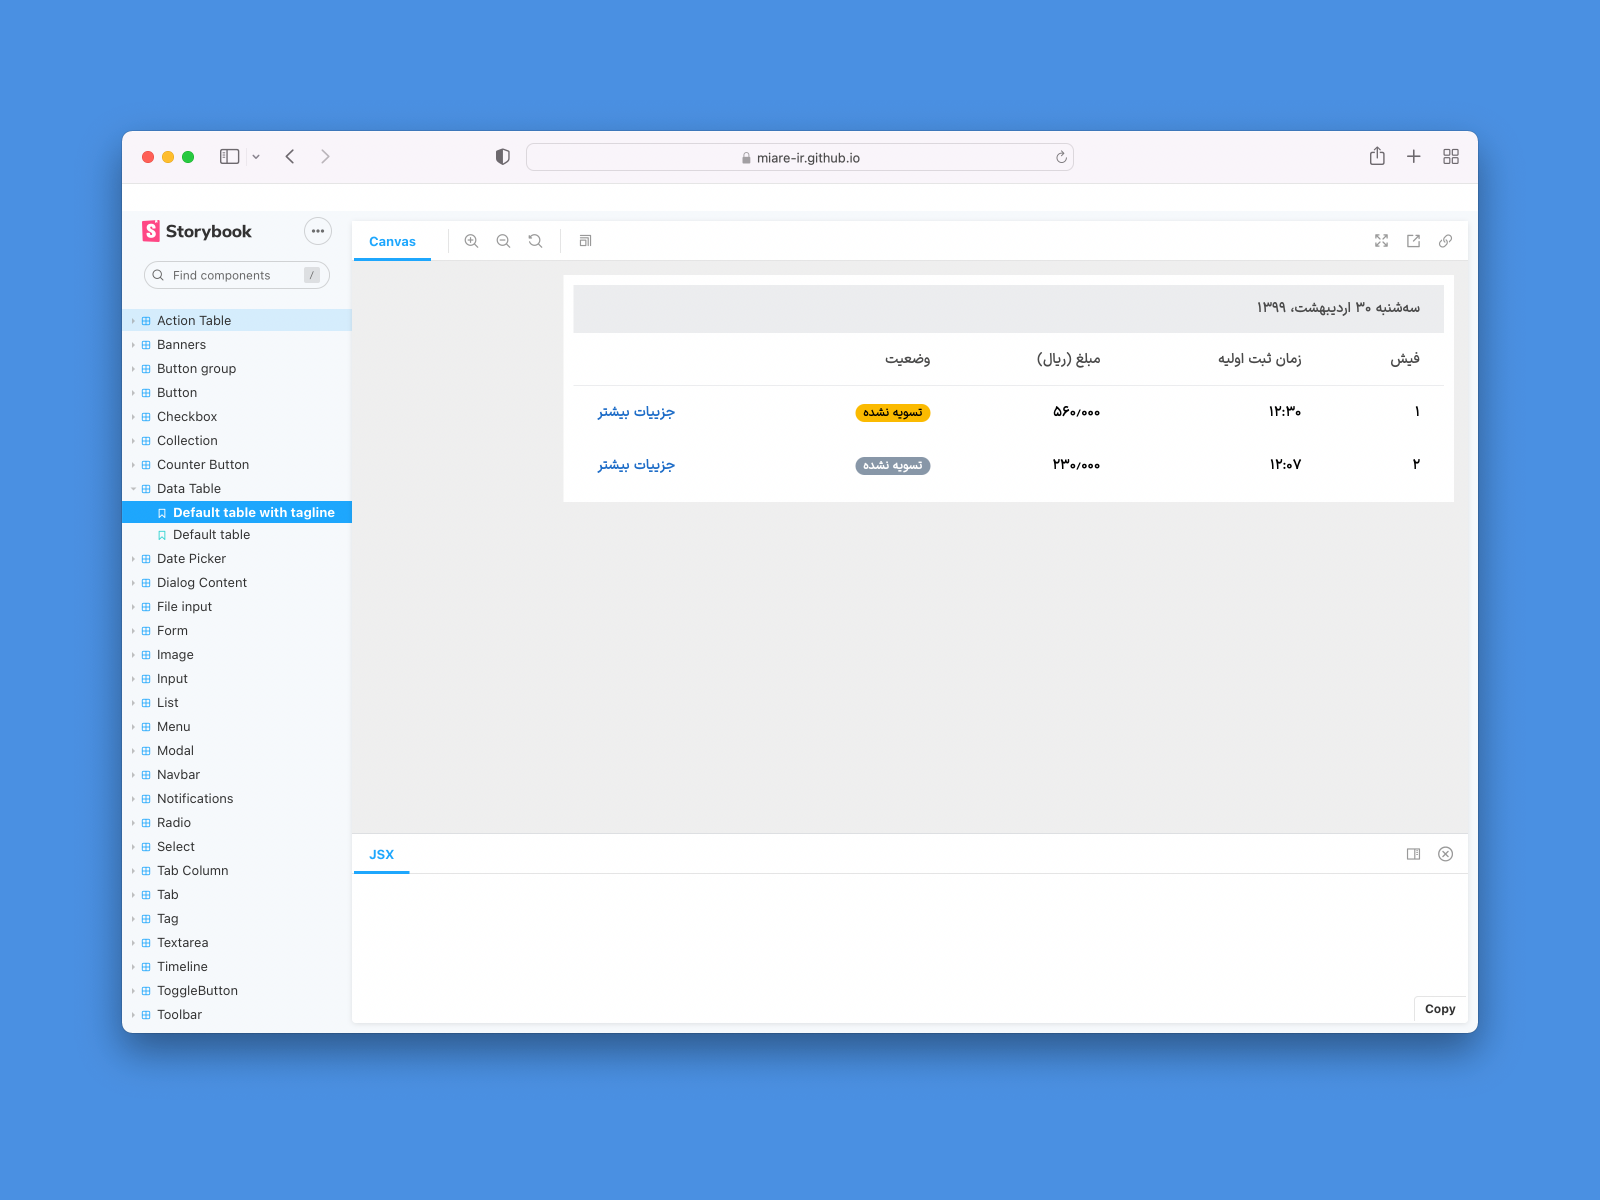 miare-ir.github.io
Storybook
Find components /
Action Table
Banners
Button group
Button
Checkbox
Collection
Counter Button
Data Table
Default table with tagline
Default table
Date Picker
Dialog Content
File input
Form
Image
Input
List
Menu
Modal
Navbar
Notifications
Radio
Select
Tab Column
Tab
Tag
Textarea
Timeline
ToggleButton
Toolbar
Canvas
سه‌شنبه ۳۰ اردیبهشت، ۱۳۹۹
فیش زمان ثبت اولیه مبلغ (ریال) وضعیت
۱ ۱۲:۳۰ ۵۶۰٫۰۰۰ تسویه نشده جزییات بیشتر
۲ ۱۲:۰۷ ۲۳۰٫۰۰۰ تسویه نشده جزییات بیشتر
JSX
Copy